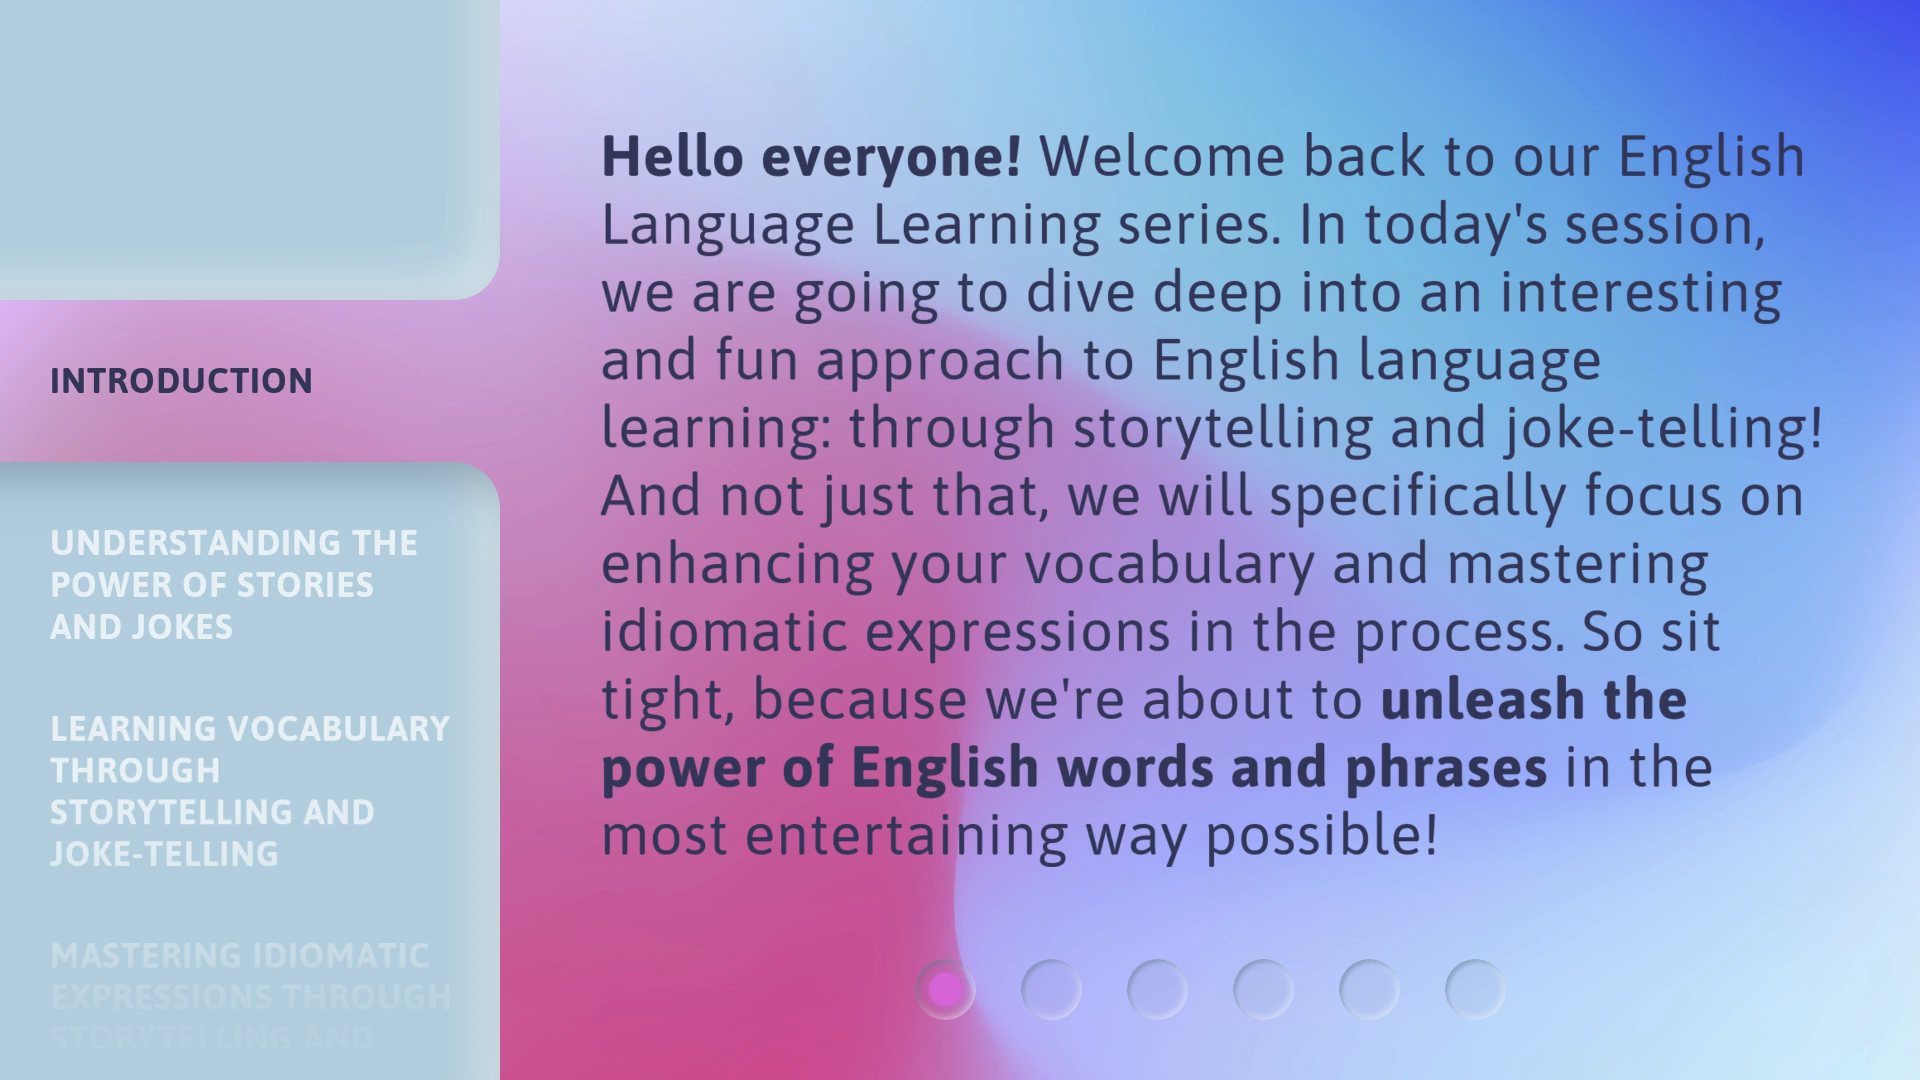 INTRODUCTION
UNDERSTANDING THE
POWER OF STORIES
AND JOKES
LEARNING VOCABULARY
THROUGH
STORYTELLING AND
JOKE-TELLING
MASTERING IDIOMATIC
EXPRESSIONS THROUGH
STORYTELLING AND
Hello everyone! Welcome back to our English
Language Learning series. In today's session,
we are going to dive deep into an interesting
and fun approach to English language
learning: through storytelling and joke-telling!
And not just that, we will specifically focus on
enhancing your vocabulary and mastering
idiomatic expressions in the process. So sit
tight, because we're about to unleash the
power of English words and phrases in the
most entertaining way possible!